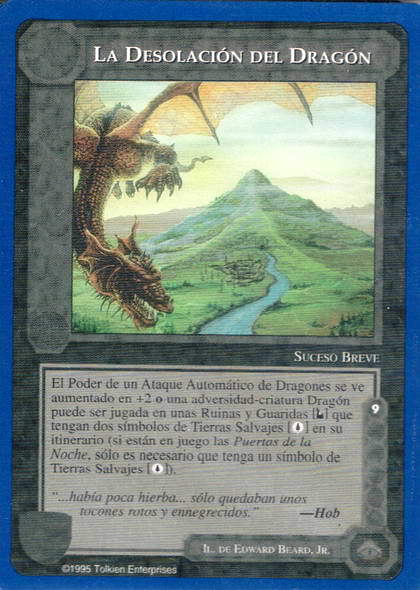 LA DESOLACIÓN DEL DRAGÓN
SUCESO BREVE
El Poder de un Ataque Automático de Dragones se ve
aumentado en +2 o una adversidad-criatura Dragón
puede ser jugada en unas Ruinas y Guaridas [] que
tengan dos símbolos de Tierras Salvajes [] en su
itinerario (si están en juego las Puertas de la
Noche, sólo es necesario que tenga un símbolo de
Tierras Salvajes []).
9
"...había poca hierba... sólo quedaban unos
tocones rotos y ennegrecidos." —Hob
IL. DE EDWARD BEARD, JR.
©1995 Tolkien Enterprises